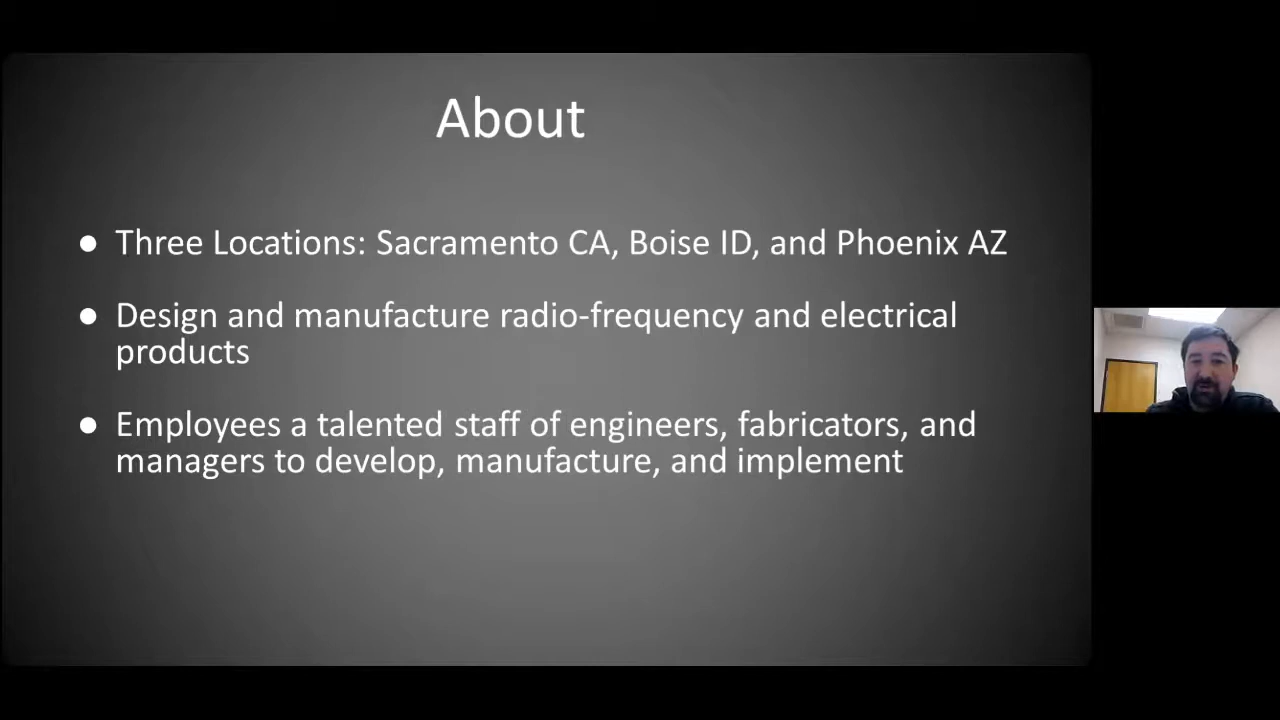 About
● Three Locations: Sacramento CA, Boise ID, and Phoenix AZ
● Design and manufacture radio-frequency and electrical
products
● Employees a talented staff of engineers, fabricators, and
managers to develop, manufacture, and implement